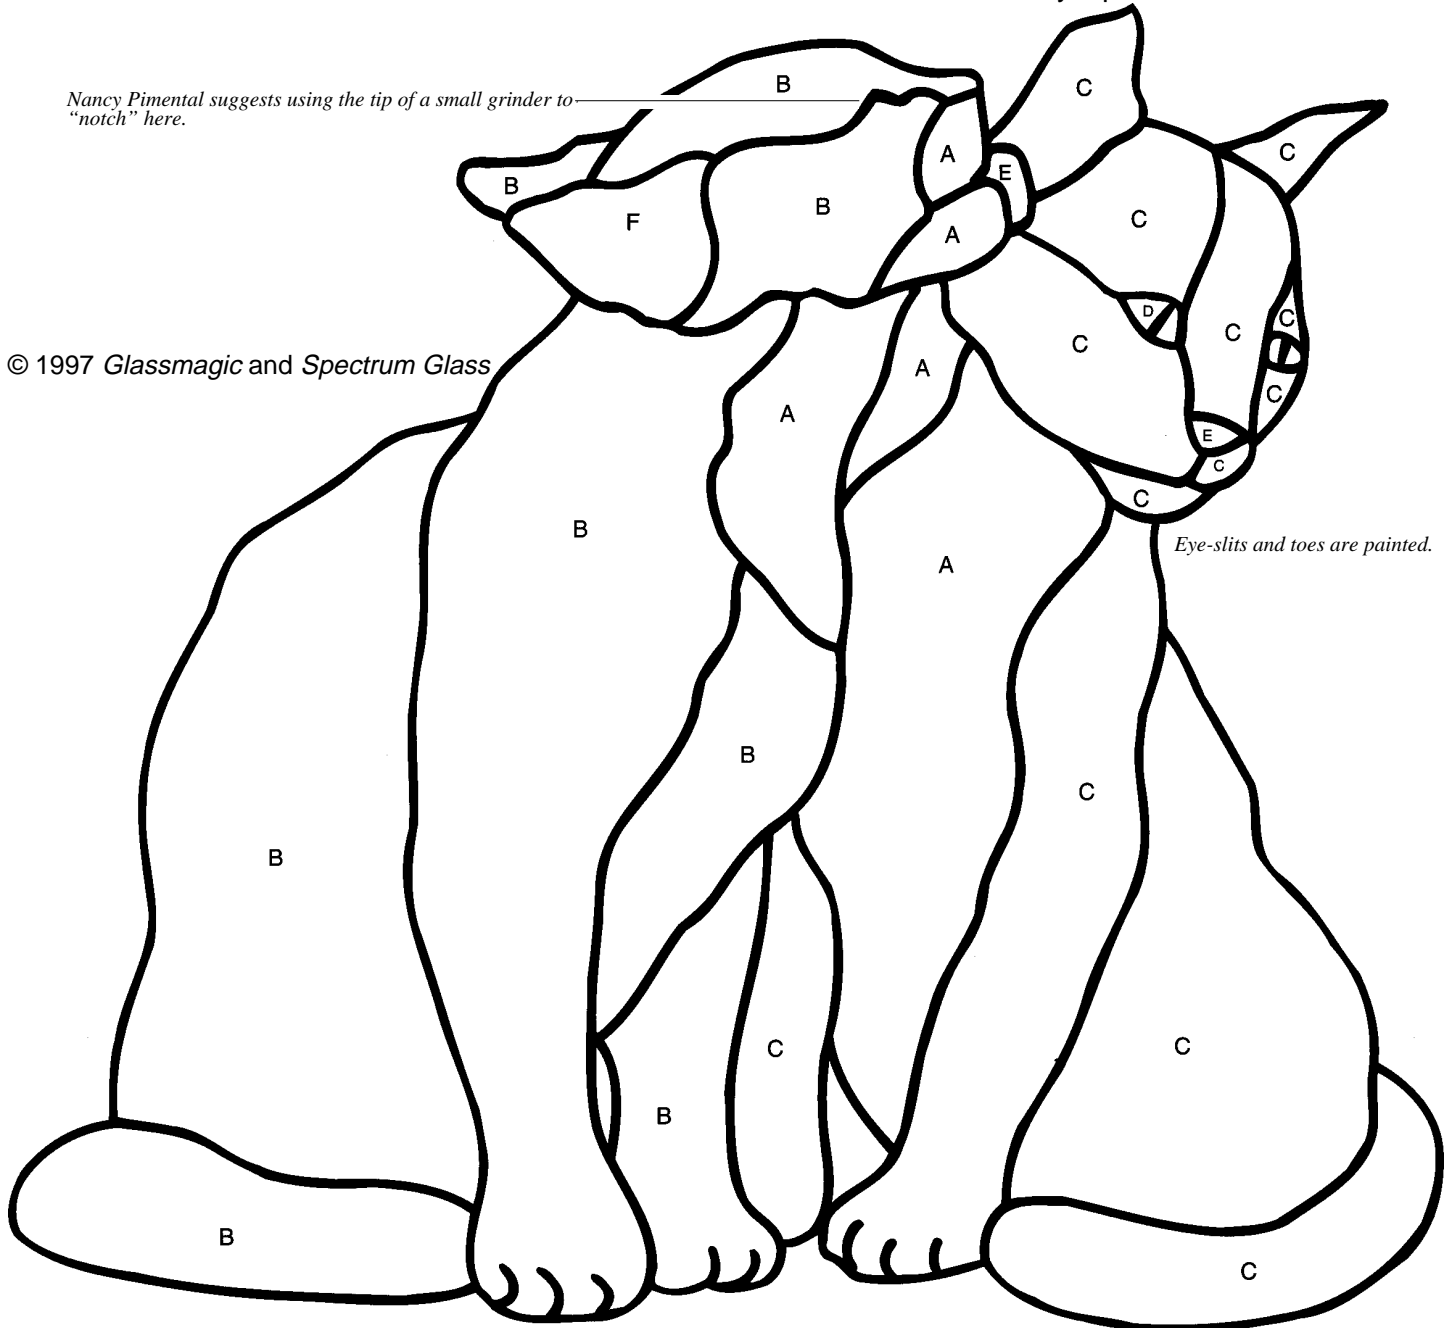 B
C
Nancy Pimental suggests using the tip of a small grinder to
“notch” here.
A
C
E
B
F
B
C
A
D
C
C
C
© 1997 Glassmagic and Spectrum Glass
A
C
A
E
C
C
B
Eye-slits and toes are painted.
A
B
C
B
C
C
B
B
C